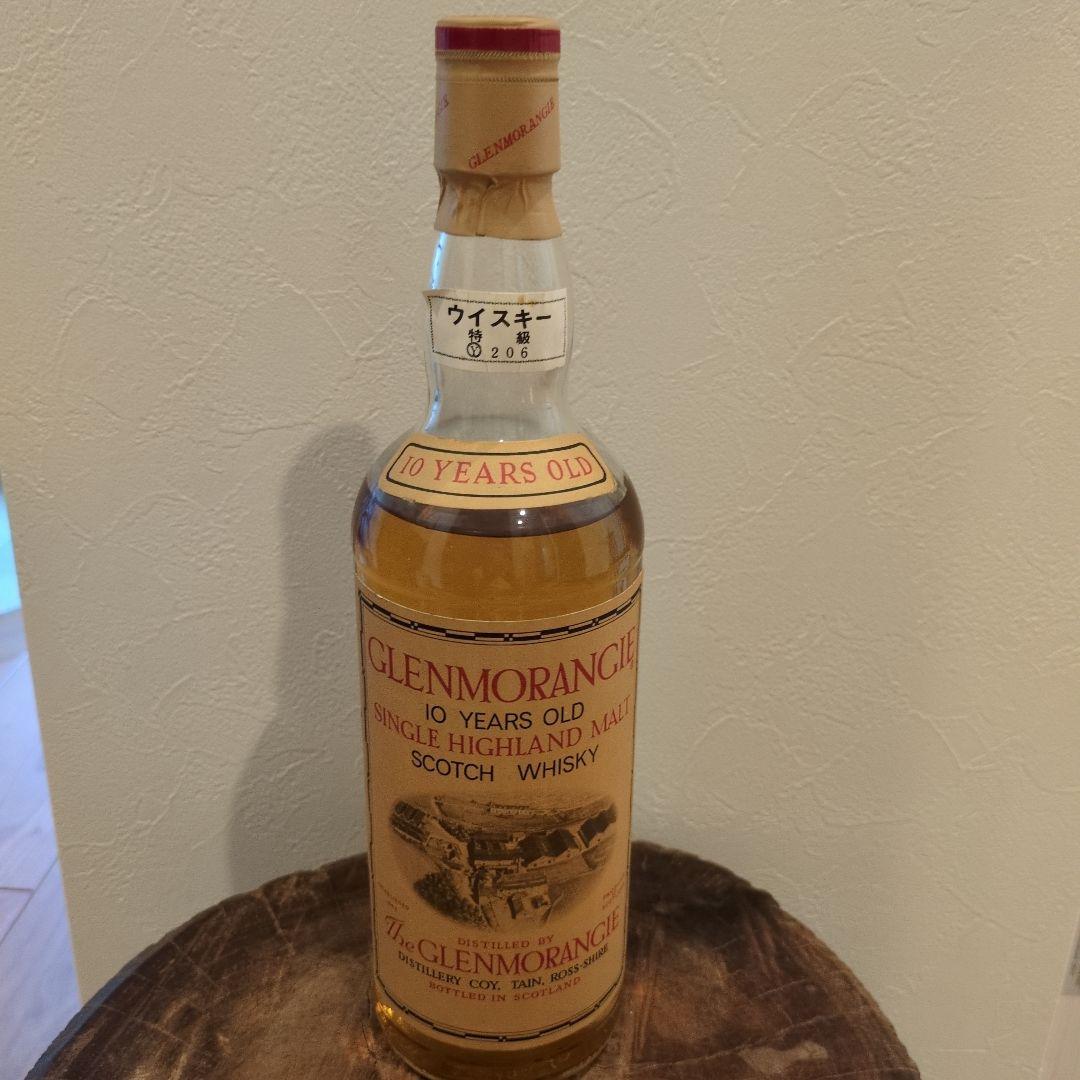 GLENMORANGIE
ウイスキー
特 級
Ⓨ 206
10 YEARS OLD
GLENMORANGIE
10 YEARS OLD
SINGLE HIGHLAND MALT
SCOTCH WHISKY
DISTILLED BY
The GLENMORANGIE
DISTILLERY COY, TAIN, ROSS-SHIRE
BOTTLED IN SCOTLAND